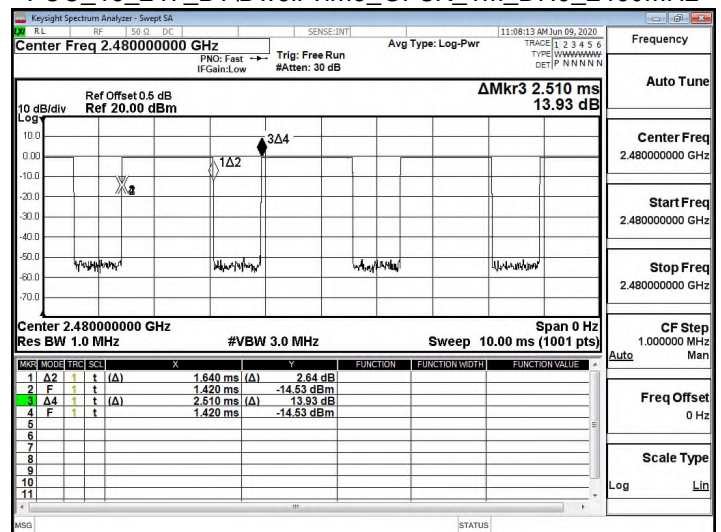 Keysight Spectrum Analyzer - Swept SA
LXI RL RF 50 Ω DC SENSE:INT 11:08:13 AM Jun 09, 2020
Center Freq 2.480000000 GHz
PNO: Fast
IFGain:Low
Trig: Free Run
#Atten: 30 dB
Avg Type: Log-Pwr
TRACE 1 2 3 4 5 6
TYPE WWWWWW
DET P N N N N N
Ref Offset 0.5 dB
10 dB/div Ref 20.00 dBm
Log
ΔMkr3 2.510 ms
13.93 dB
10.0
0.00
-10.0
-20.0
-30.0
-40.0
-50.0
-60.0
-70.0
3Δ4
1Δ2
Center 2.480000000 GHz Span 0 Hz
Res BW 1.0 MHz #VBW 3.0 MHz Sweep 10.00 ms (1001 pts)
MKR MODE TRC SCL X Y FUNCTION FUNCTION WIDTH FUNCTION VALUE
1 Δ2 1 t (Δ) 1.640 ms (Δ) 2.64 dB
2 F 1 t 1.420 ms -14.53 dBm
3 Δ4 1 t (Δ) 2.510 ms (Δ) 13.93 dB
4 F 1 t 1.420 ms -14.53 dBm
5
6
7
8
9
10
11
MSG STATUS
Frequency
Auto Tune
Center Freq
2.480000000 GHz
Start Freq
2.480000000 GHz
Stop Freq
2.480000000 GHz
CF Step
1.000000 MHz
Auto Man
Freq Offset
0 Hz
Scale Type
Log Lin